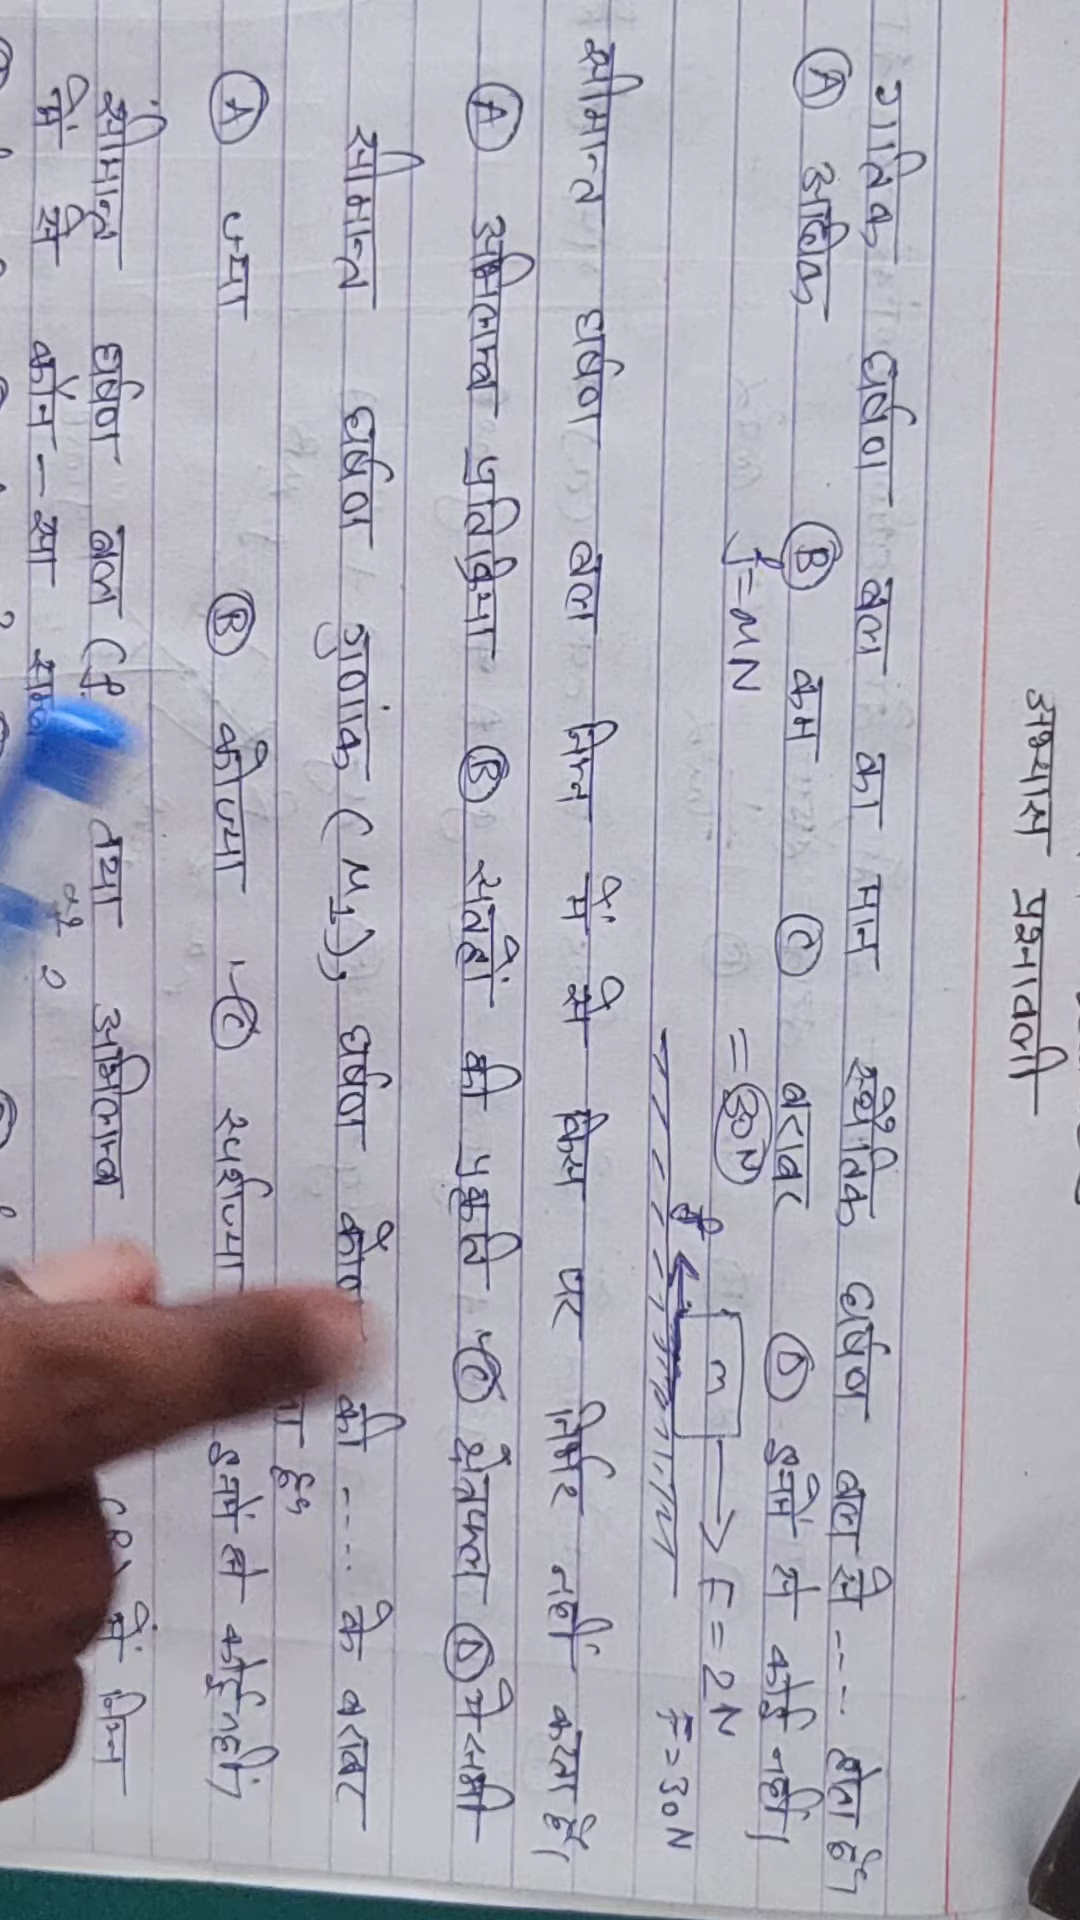 अभ्यास प्रश्नावली
गतिक घर्षण बल का मान स्थैतिक घर्षण बल से ---- होता है?
Ⓐ अधिक Ⓑ कम Ⓒ बराबर Ⓓ इनमें से कोई नहीं।
f = μN = 30N
f m F = 2N
F = 30N
सीमान्त घर्षण बल निम्न में से किस पर निर्भर नहीं करता है।
Ⓐ अभिलम्ब प्रतिक्रिया Ⓑ सतहों की प्रकृति Ⓒ क्षेत्रफल Ⓓ ये सभी
सीमान्त घर्षण गुणांक (μ1), घर्षण कोण की ---- के बराबर
है?
Ⓐ ज्या Ⓑ कोज्या Ⓒ स्पर्शज्या इनमें से कोई नहीं
सीमान्त घर्षण बल (f तथा अभिलम्ब में निम्न
में से कौन-सा